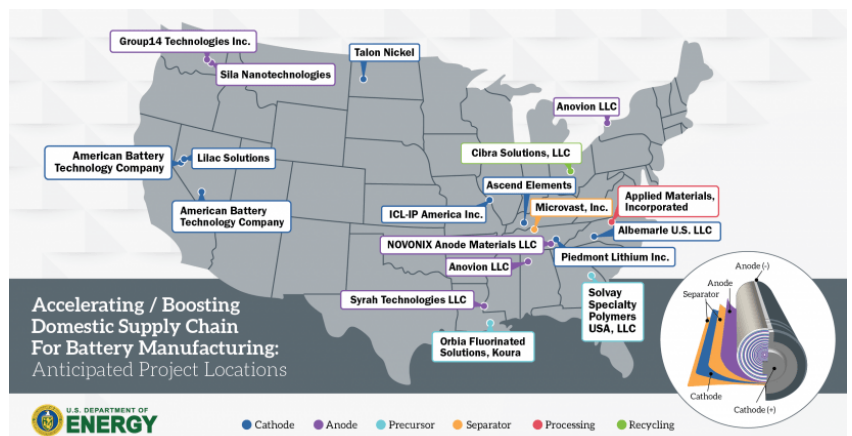 Group14 Technologies Inc.
Sila Nanotechnologies
Talon Nickel
Anovion LLC
American Battery
Technology Company
Lilac Solutions
Cibra Solutions, LLC
Ascend Elements
American Battery
Technology Company
ICL-IP America Inc.
Microvast, Inc.
Applied Materials,
Incorporated
Albemarle U.S. LLC
NOVONIX Anode Materials LLC
Piedmont Lithium Inc.
Anovion LLC
Syrah Technologies LLC
Solvay
Specialty
Polymers
USA, LLC
Orbia Fluorinated
Solutions, Koura
Accelerating / Boosting
Domestic Supply Chain
For Battery Manufacturing:
Anticipated Project Locations
Anode (-)
Anode
Separator
Cathode
Cathode (+)
U.S. DEPARTMENT OF
ENERGY
Cathode
Anode
Precursor
Separator
Processing
Recycling